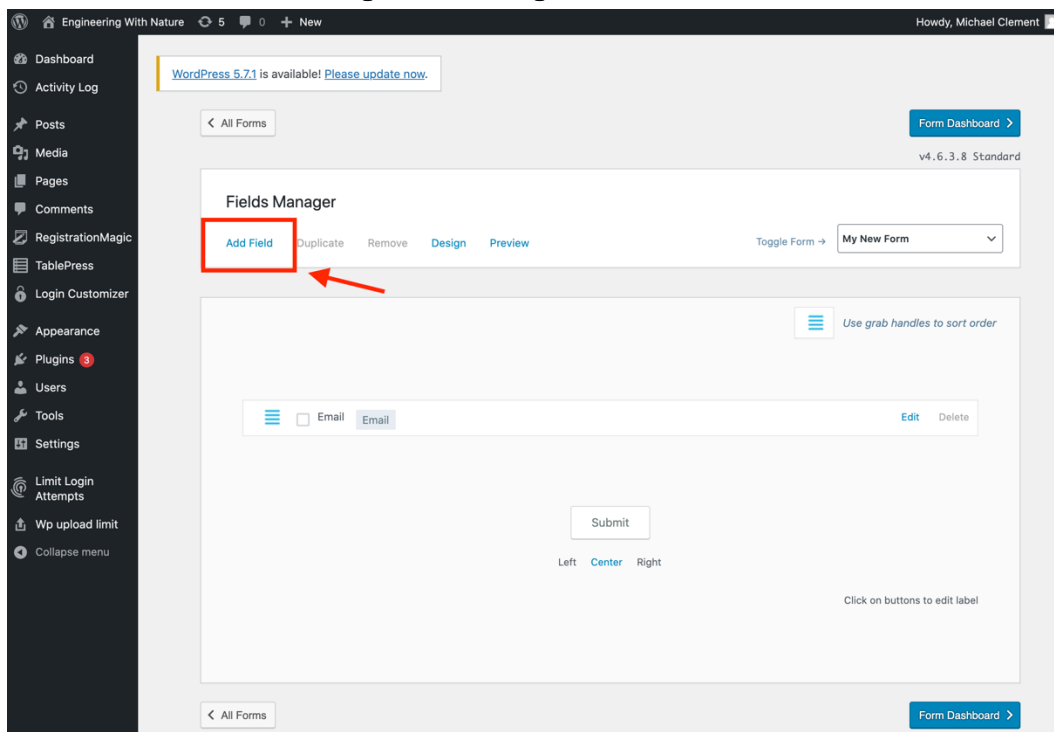 Engineering With Nature 5 0 + New Howdy, Michael Clement
Dashboard
Activity Log
Posts
Media
Pages
Comments
RegistrationMagic
TablePress
Login Customizer
Appearance
Plugins 3
Users
Tools
Settings
Limit Login
Attempts
Wp upload limit
Collapse menu
WordPress 5.7.1 is available! Please update now.
All Forms
Form Dashboard
v4.6.3.8 Standard
Fields Manager
Add Field Duplicate Remove Design Preview Toggle Form → My New Form
Use grab handles to sort order
Email Email Edit Delete
Submit
Left Center Right
Click on buttons to edit label
All Forms
Form Dashboard